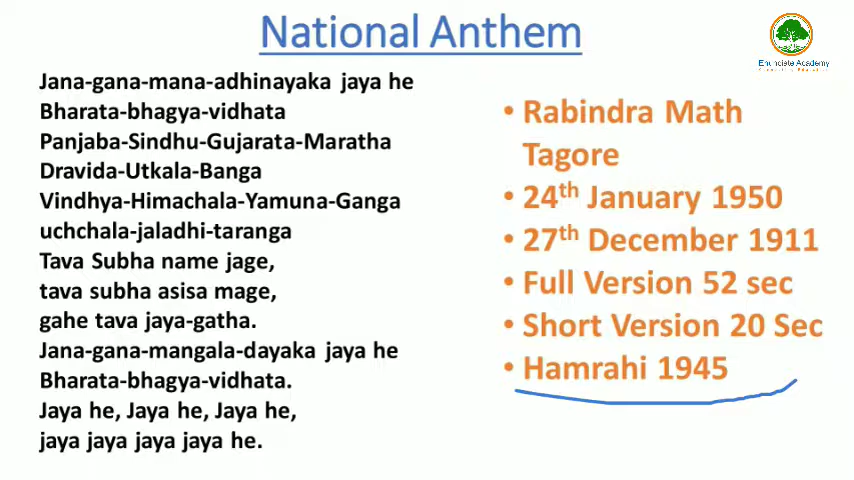 National Anthem
Enunciate Academy
Jana-gana-mana-adhinayaka jaya he
Bharata-bhagya-vidhata
Panjaba-Sindhu-Gujarata-Maratha
Dravida-Utkala-Banga
Vindhya-Himachala-Yamuna-Ganga
uchchala-jaladhi-taranga
Tava Subha name jage,
tava subha asisa mage,
gahe tava jaya-gatha.
Jana-gana-mangala-dayaka jaya he
Bharata-bhagya-vidhata.
Jaya he, Jaya he, Jaya he,
jaya jaya jaya jaya he.
• Rabindra Math
Tagore
• 24th January 1950
• 27th December 1911
• Full Version 52 sec
• Short Version 20 Sec
• Hamrahi 1945